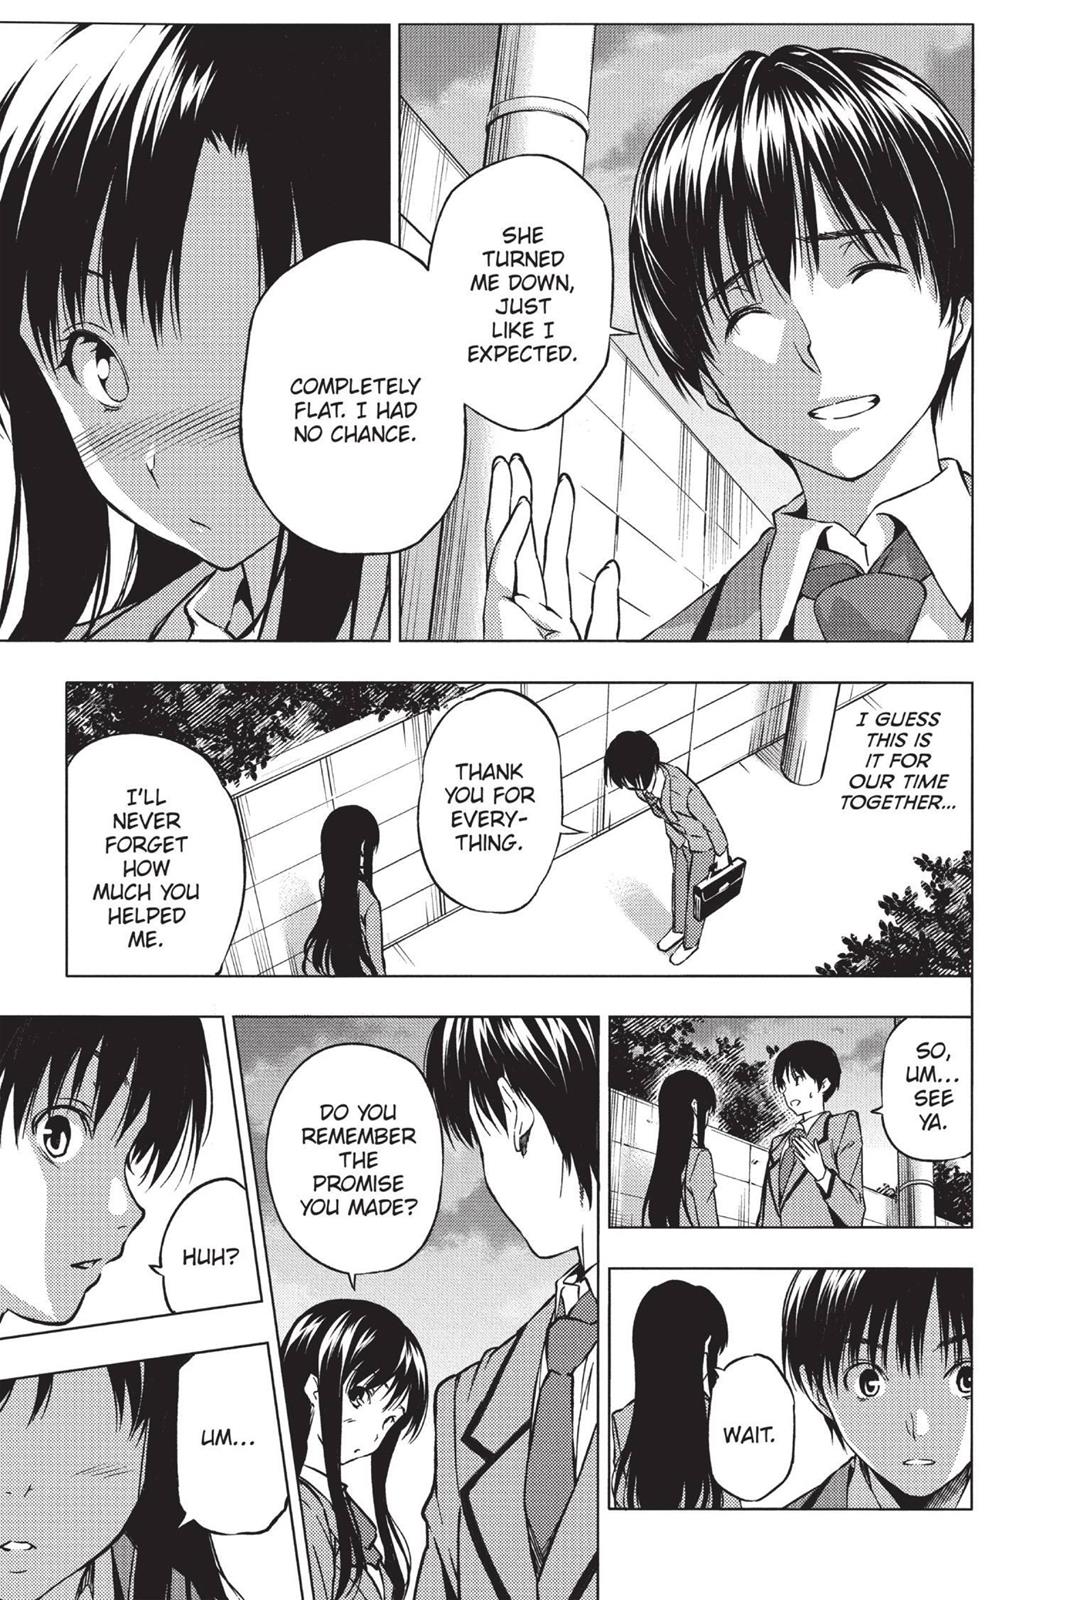 SHE
TURNED
ME DOWN,
JUST
LIKE I
EXPECTED.
COMPLETELY
FLAT. I HAD
NO CHANCE.
I GUESS
THIS IS
IT FOR
OUR TIME
TOGETHER...
THANK
YOU FOR
EVERY-
THING.
I'LL
NEVER
FORGET
HOW
MUCH YOU
HELPED
ME.
SO,
UM...
SEE
YA.
WAIT.
DO YOU
REMEMBER
THE
PROMISE
YOU MADE?
HUH?
UM...